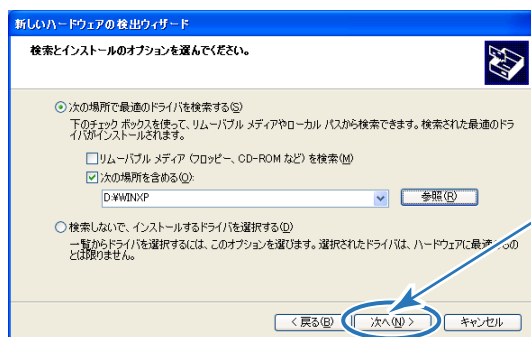 新しいハードウェアの検出ウィザード
検索とインストールのオプションを選んでください。
次の場所で最適のドライバを検索する(S)
下のチェック ボックスを使って、リムーバブル メディアやローカル パスから検索できます。検索された最適のドラ
イバがインストールされます。
リムーバブル メディア (フロッピー、CD-ROM など) を検索(M)
次の場所を含める(O):
D:¥WINXP
参照(R)
検索しないで、インストールするドライバを選択する(D)
一覧からドライバを選択するには、このオプションを選びます。選択されたドライバは、ハードウェアに最適のもの
とは限りません。
< 戻る(B)
次へ(N) >
キャンセル